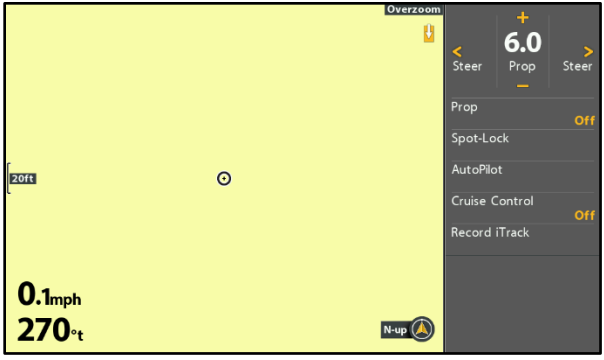 Overzoom
20ft
0.1mph
270°t
N-up
+
< 6.0 >
Steer Prop Steer
−
Prop
Off
Spot-Lock
AutoPilot
Cruise Control
Off
Record iTrack